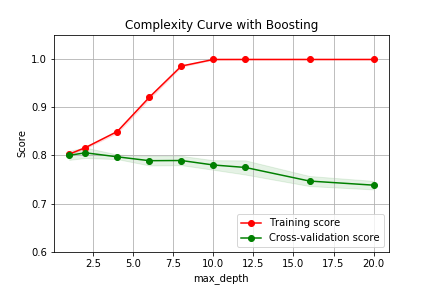 Complexity Curve with Boosting
Score
1.0
0.9
0.8
0.7
0.6
2.5 5.0 7.5 10.0 12.5 15.0 17.5 20.0
max_depth
Training score
Cross-validation score